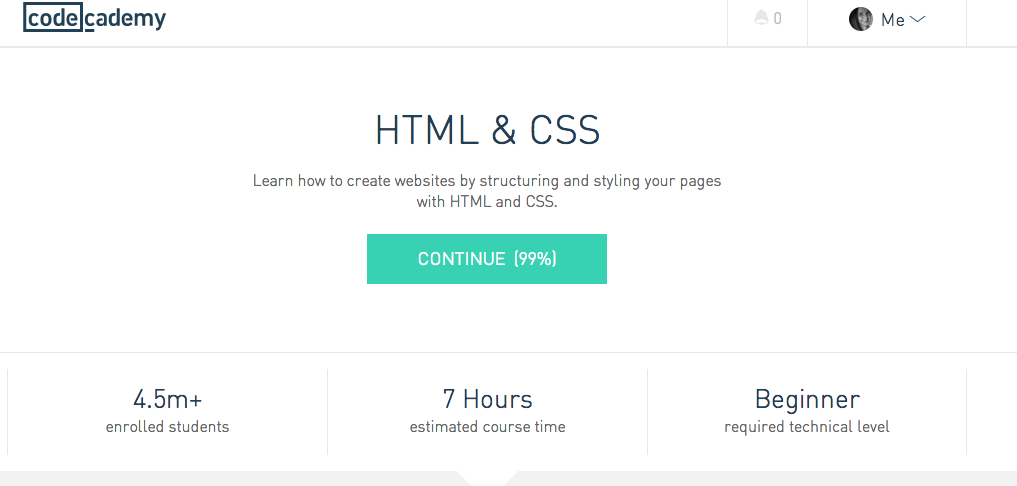 codecademy
0
Me
HTML & CSS
Learn how to create websites by structuring and styling your pages
with HTML and CSS.
CONTINUE (99%)
4.5m+
enrolled students
7 Hours
estimated course time
Beginner
required technical level